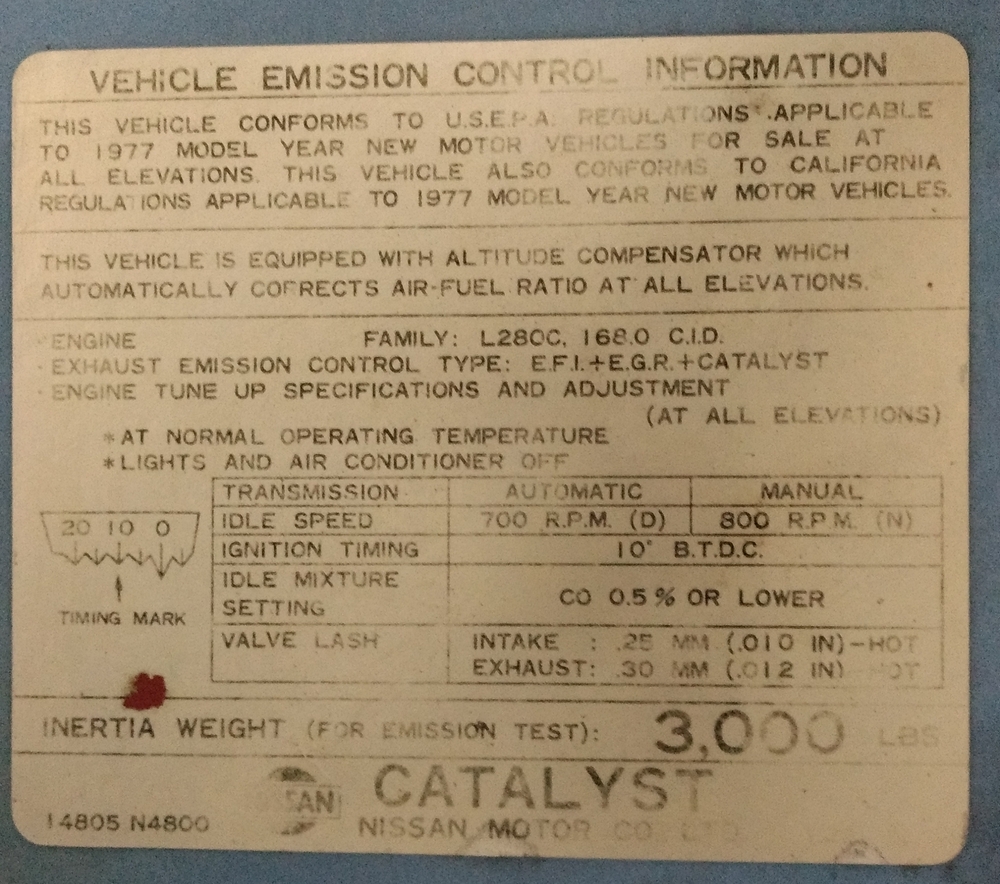 VEHICLE EMISSION CONTROL INFORMATION
THIS VEHICLE CONFORMS TO U.S.E.P.A. REGULATIONS APPLICABLE
TO 1977 MODEL YEAR NEW MOTOR VEHICLES FOR SALE AT
ALL ELEVATIONS. THIS VEHICLE ALSO CONFORMS TO CALIFORNIA
REGULATIONS APPLICABLE TO 1977 MODEL YEAR NEW MOTOR VEHICLES.
THIS VEHICLE IS EQUIPPED WITH ALTITUDE COMPENSATOR WHICH
AUTOMATICALLY CORRECTS AIR-FUEL RATIO AT ALL ELEVATIONS.
· ENGINE FAMILY: L280C, 168.0 C.I.D.
· EXHAUST EMISSION CONTROL TYPE: E.F.I.+E.G.R.+CATALYST
· ENGINE TUNE UP SPECIFICATIONS AND ADJUSTMENT
(AT ALL ELEVATIONS)
*AT NORMAL OPERATING TEMPERATURE
*LIGHTS AND AIR CONDITIONER OFF
TRANSMISSION AUTOMATIC MANUAL
20 10 0
IDLE SPEED 700 R.P.M. (D) 800 R.P.M. (N)
IGNITION TIMING 10° B.T.D.C.
IDLE MIXTURE
SETTING CO 0.5% OR LOWER
TIMING MARK
VALVE LASH INTAKE : .25 MM (.010 IN)-HOT
EXHAUST: .30 MM (.012 IN) HOT
INERTIA WEIGHT (FOR EMISSION TEST): 3,000 LBS
CATALYST
14805 N4800 NISSAN MOTOR CO. LTD.